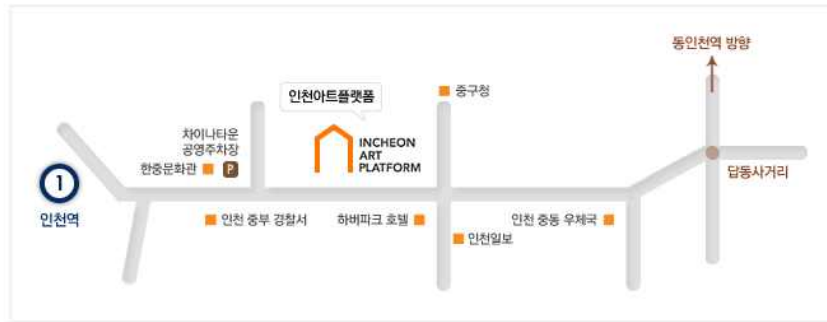 동인천역 방향
중구청
인천아트플랫폼
차이나타운
공영주차장
한중문화관
P
INCHEON
ART
PLATFORM
1
인천역
답동사거리
인천 중부 경찰서
하버파크 호텔
인천 중동 우체국
인천일보